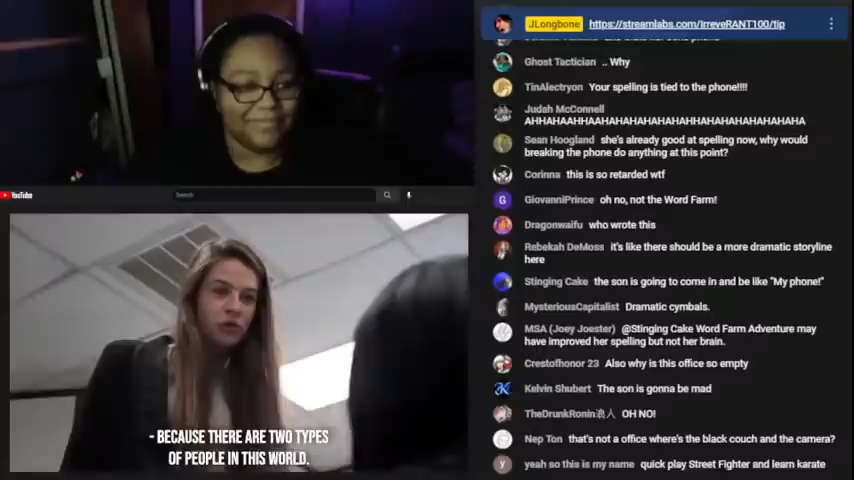 JLongbone https://streamlabs.com/IrreveRANT100/tip
Ghost Tactician .. Why
TinAlectryon Your spelling is tied to the phone!!!!
Judah McConnell
AHHAHAAHHAAHAHAHAHAHAHHAHAHAHAHAHAHA
Sean Hoogland she's already good at spelling now, why would
breaking the phone do anything at this point?
Corinna this is so retarded wtf
G GiovanniPrince oh no, not the Word Farm!
Dragonwaifu who wrote this
Rebekah DeMoss it's like there should be a more dramatic storyline
here
Stinging Cake the son is going to come in and be like "My phone!"
MysteriousCapitalist Dramatic cymbals.
MSA (Joey Joester) @Stinging Cake Word Farm Adventure may
have improved her spelling but not her brain.
Crestofhonor 23 Also why is this office so empty
Kelvin Shubert The son is gonna be mad
TheDrunkRonin浪人 OH NO!
Nep Ton that's not a office where's the black couch and the camera?
y yeah so this is my name quick play Street Fighter and learn karate
YouTube
Search
- BECAUSE THERE ARE TWO TYPES
OF PEOPLE IN THIS WORLD.